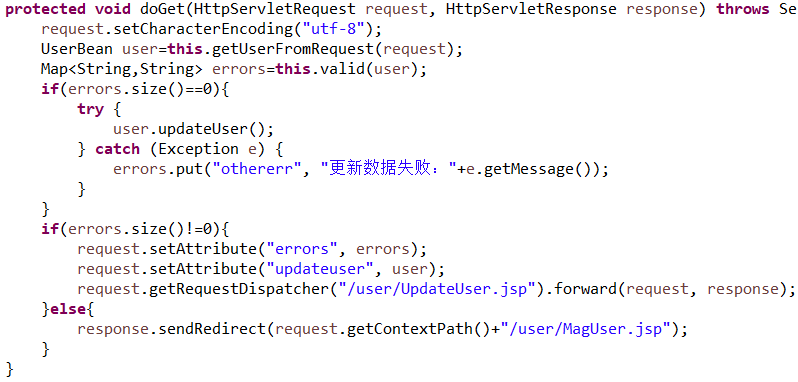 protected void doGet(HttpServletRequest request, HttpServletResponse response) throws Se
request.setCharacterEncoding("utf-8");
UserBean user=this.getUserFromRequest(request);
Map<String,String> errors=this.valid(user);
if(errors.size()==0){
try {
user.updateUser();
} catch (Exception e) {
errors.put("othererr", "更新数据失败："+e.getMessage());
}
}
if(errors.size()!=0){
request.setAttribute("errors", errors);
request.setAttribute("updateuser", user);
request.getRequestDispatcher("/user/UpdateUser.jsp").forward(request, response);
}else{
response.sendRedirect(request.getContextPath()+"/user/MagUser.jsp");
}
}